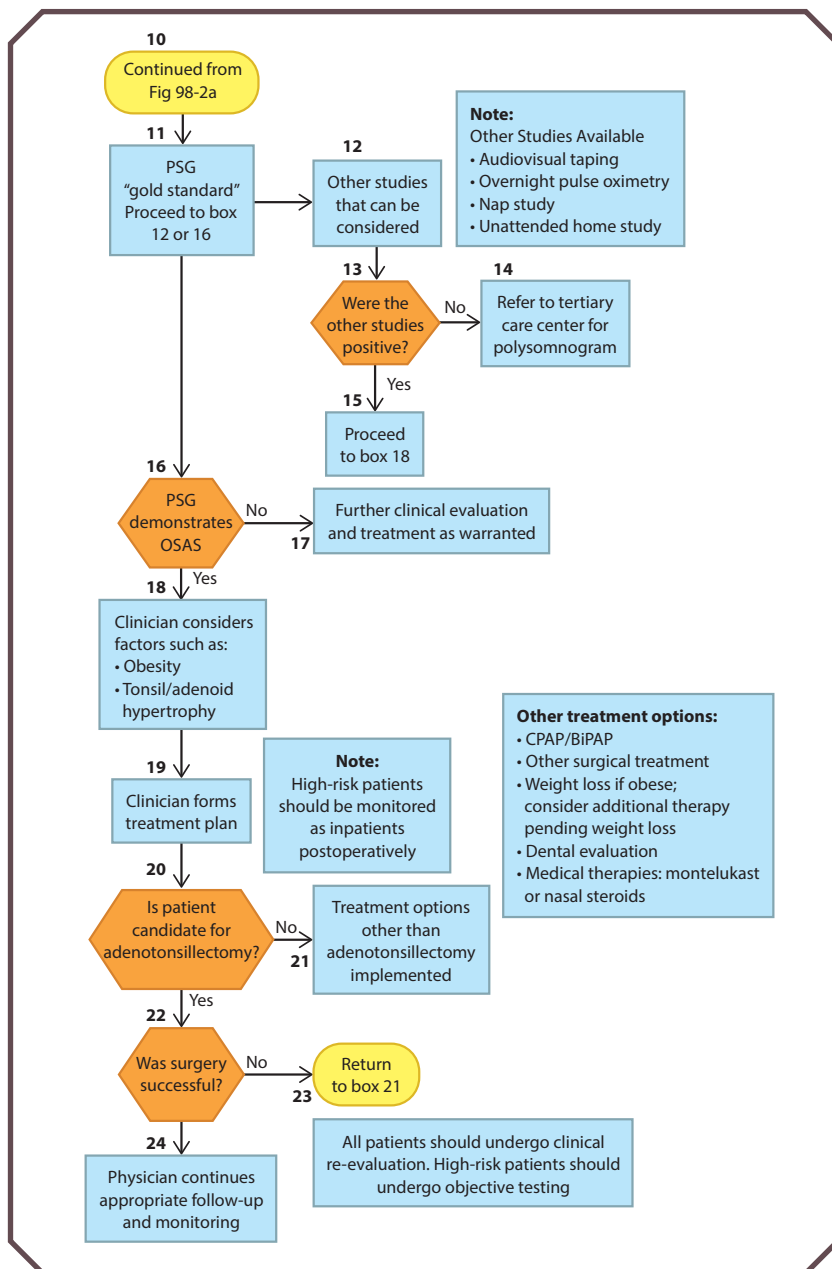 10
Continued from
Fig 98-2a
11
PSG
“gold standard”
Proceed to box
12 or 16
12
Other studies
that can be
considered
Note:
Other Studies Available
• Audiovisual taping
• Overnight pulse oximetry
• Nap study
• Unattended home study
13
Were the
other studies
positive?
No
14
Refer to tertiary
care center for
polysomnogram
Yes
15
Proceed
to box 18
16
PSG
demonstrates
OSAS
No
17
Further clinical evaluation
and treatment as warranted
Yes
18
Clinician considers
factors such as:
• Obesity
• Tonsil/adenoid
hypertrophy
19
Clinician forms
treatment plan
Note:
High-risk patients
should be monitored
as inpatients
postoperatively
Other treatment options:
• CPAP/BiPAP
• Other surgical treatment
• Weight loss if obese;
consider additional therapy
pending weight loss
• Dental evaluation
• Medical therapies: montelukast
or nasal steroids
20
Is patient
candidate for
adenotonsillectomy?
No
21
Treatment options
other than
adenotonsillectomy
implemented
Yes
22
Was surgery
successful?
No
23
Return
to box 21
24
Physician continues
appropriate follow-up
and monitoring
All patients should undergo clinical
re-evaluation. High-risk patients should
undergo objective testing